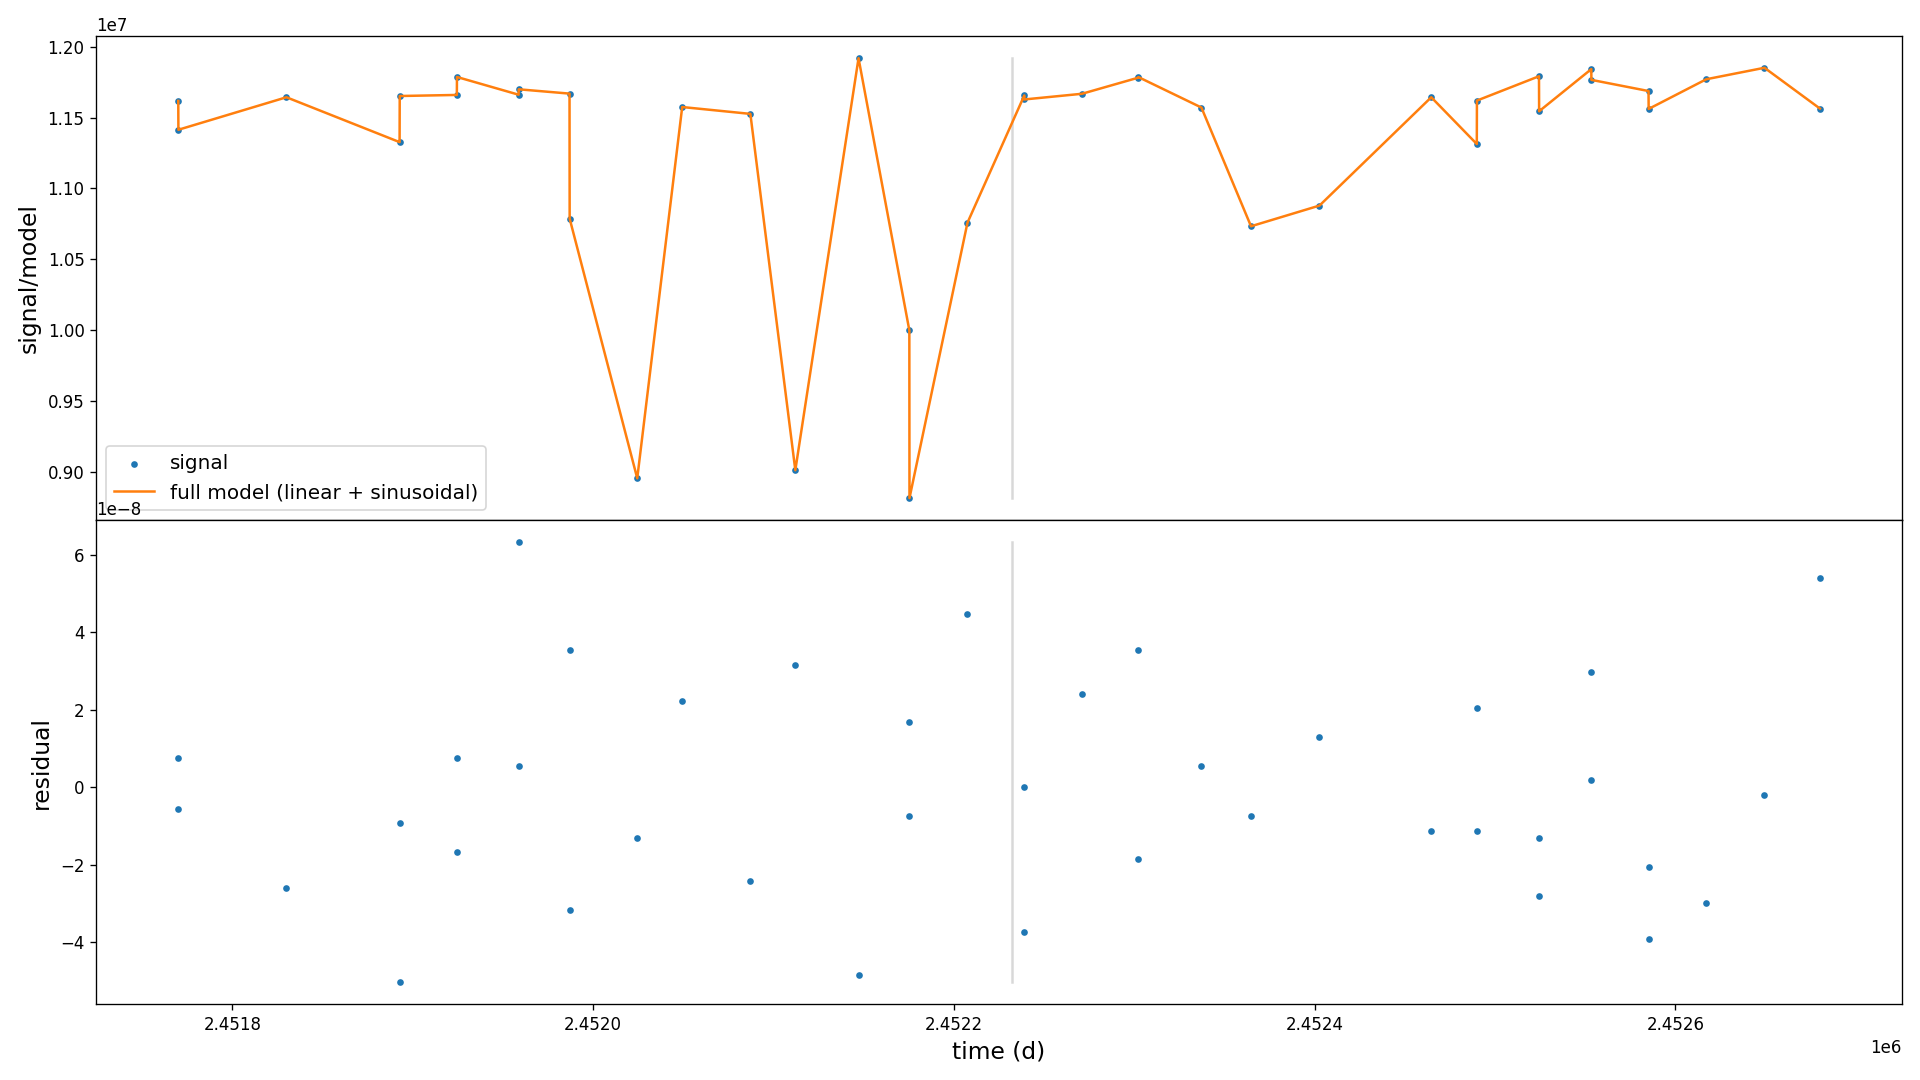 1e7
1.20
1.15
1.10
1.05
1.00
0.95
0.90
signal/model
signal
full model (linear + sinusoidal)
1e−8
6
4
2
0
−2
−4
residual
2.4518
2.4520
2.4522
2.4524
2.4526
time (d)
1e6